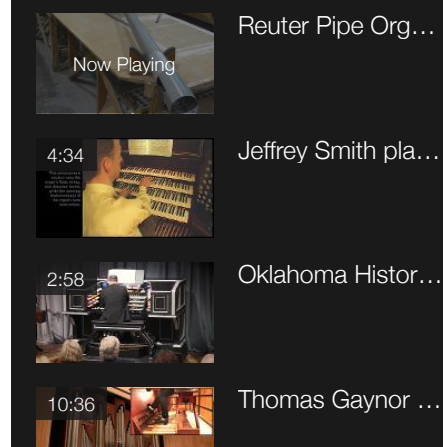 Reuter Pipe Org…
Now Playing
4:34
Jeffrey Smith pla…
2:58
Oklahoma Histor…
10:36
Thomas Gaynor …